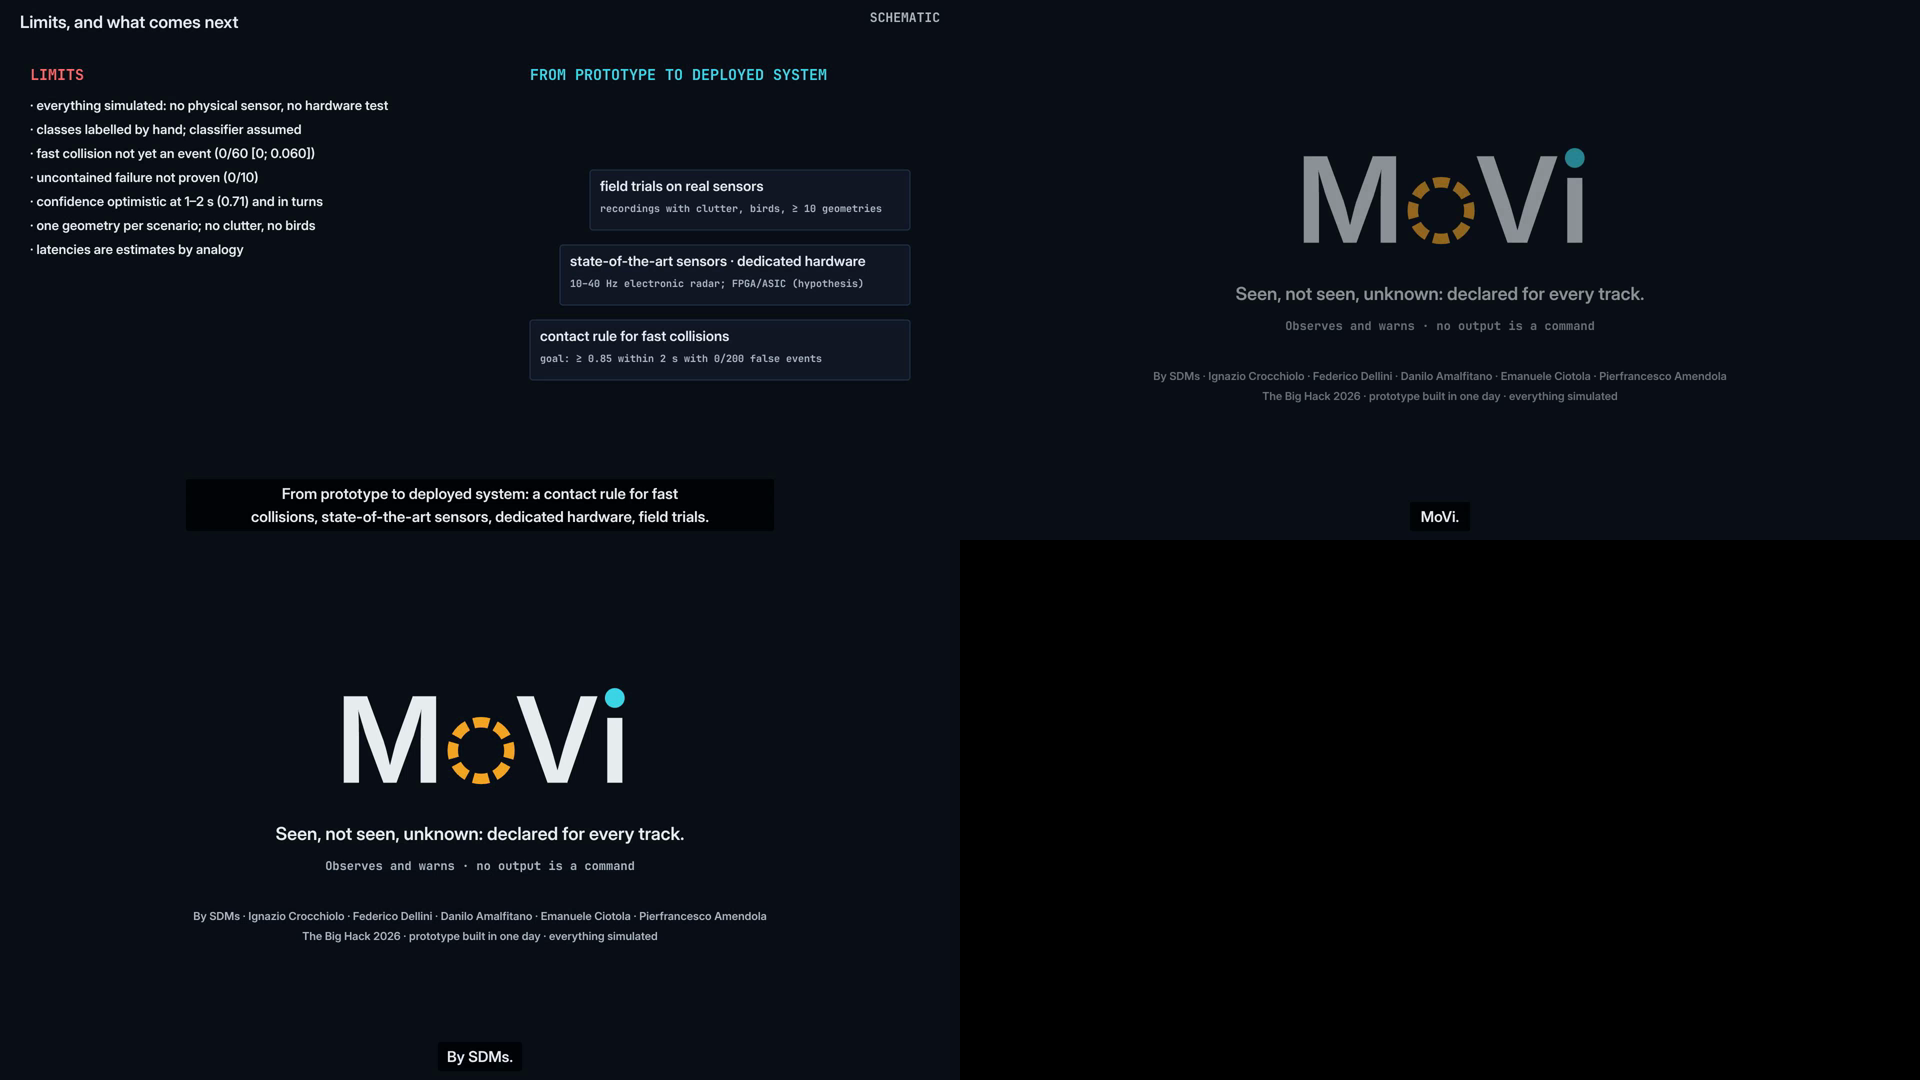 Limits, and what comes next
SCHEMATIC
LIMITS
· everything simulated: no physical sensor, no hardware test
· classes labelled by hand; classifier assumed
· fast collision not yet an event (0/60 [0; 0.060])
· uncontained failure not proven (0/10)
· confidence optimistic at 1–2 s (0.71) and in turns
· one geometry per scenario; no clutter, no birds
· latencies are estimates by analogy
FROM PROTOTYPE TO DEPLOYED SYSTEM
field trials on real sensors
recordings with clutter, birds, ≥ 10 geometries
state-of-the-art sensors · dedicated hardware
10–40 Hz electronic radar; FPGA/ASIC (hypothesis)
contact rule for fast collisions
goal: ≥ 0.85 within 2 s with 0/200 false events
From prototype to deployed system: a contact rule for fast
collisions, state-of-the-art sensors, dedicated hardware, field trials.
MoVi
Seen, not seen, unknown: declared for every track.
Observes and warns · no output is a command
By SDMs · Ignazio Crocchiolo · Federico Dellini · Danilo Amalfitano · Emanuele Ciotola · Pierfrancesco Amendola
The Big Hack 2026 · prototype built in one day · everything simulated
MoVi.
MoVi
Seen, not seen, unknown: declared for every track.
Observes and warns · no output is a command
By SDMs · Ignazio Crocchiolo · Federico Dellini · Danilo Amalfitano · Emanuele Ciotola · Pierfrancesco Amendola
The Big Hack 2026 · prototype built in one day · everything simulated
By SDMs.